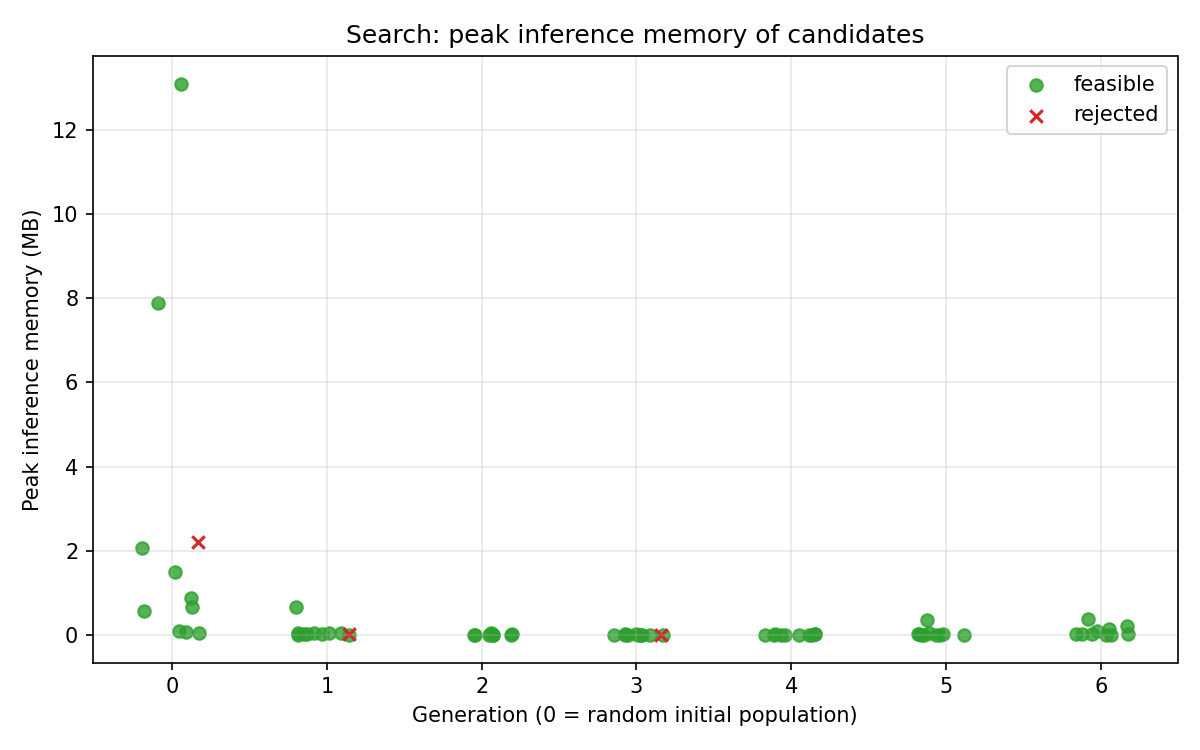 Search: peak inference memory of candidates
feasible
rejected
Peak inference memory (MB)
12
10
8
6
4
2
0
0 1 2 3 4 5 6
Generation (0 = random initial population)